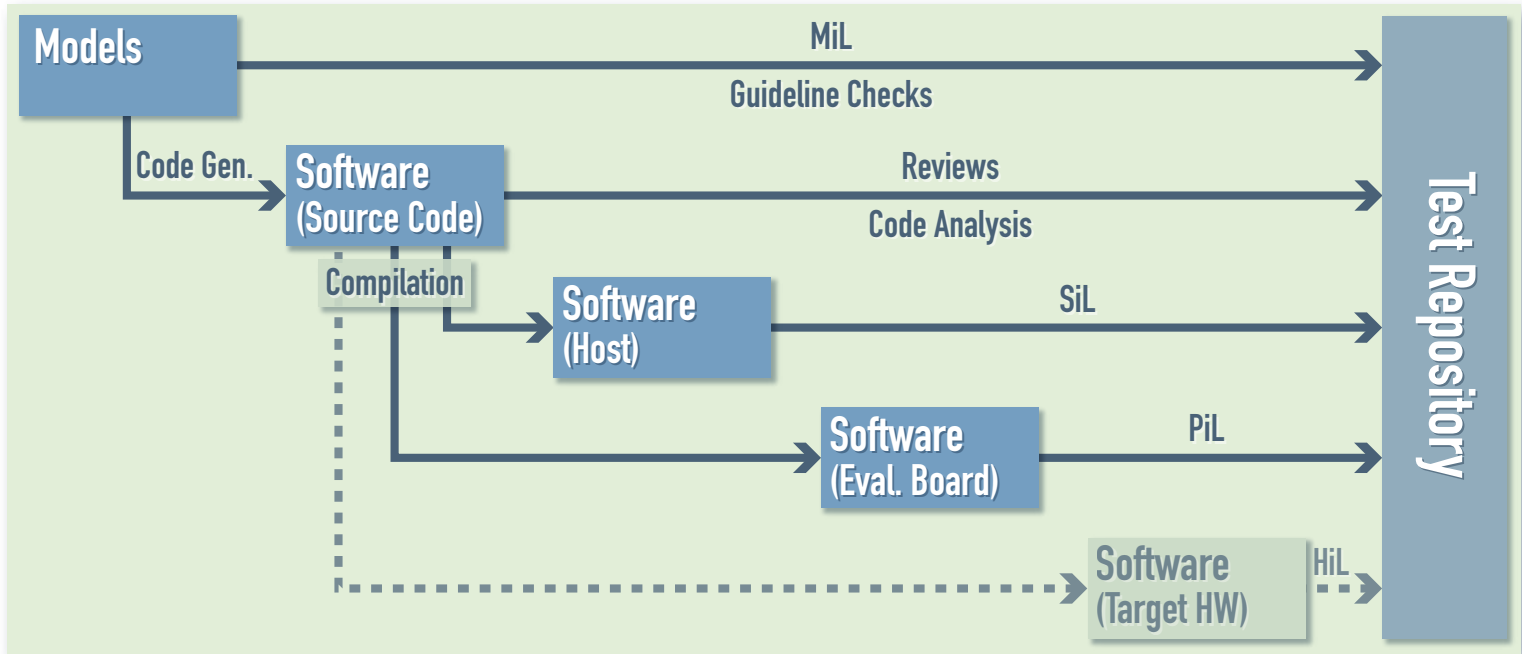 Models
MiL
Guideline Checks
Code Gen.
Software
(Source Code)
Reviews
Code Analysis
Compilation
Software
(Host)
SiL
Software
(Eval. Board)
PiL
Software
(Target HW)
HiL
Test Repository